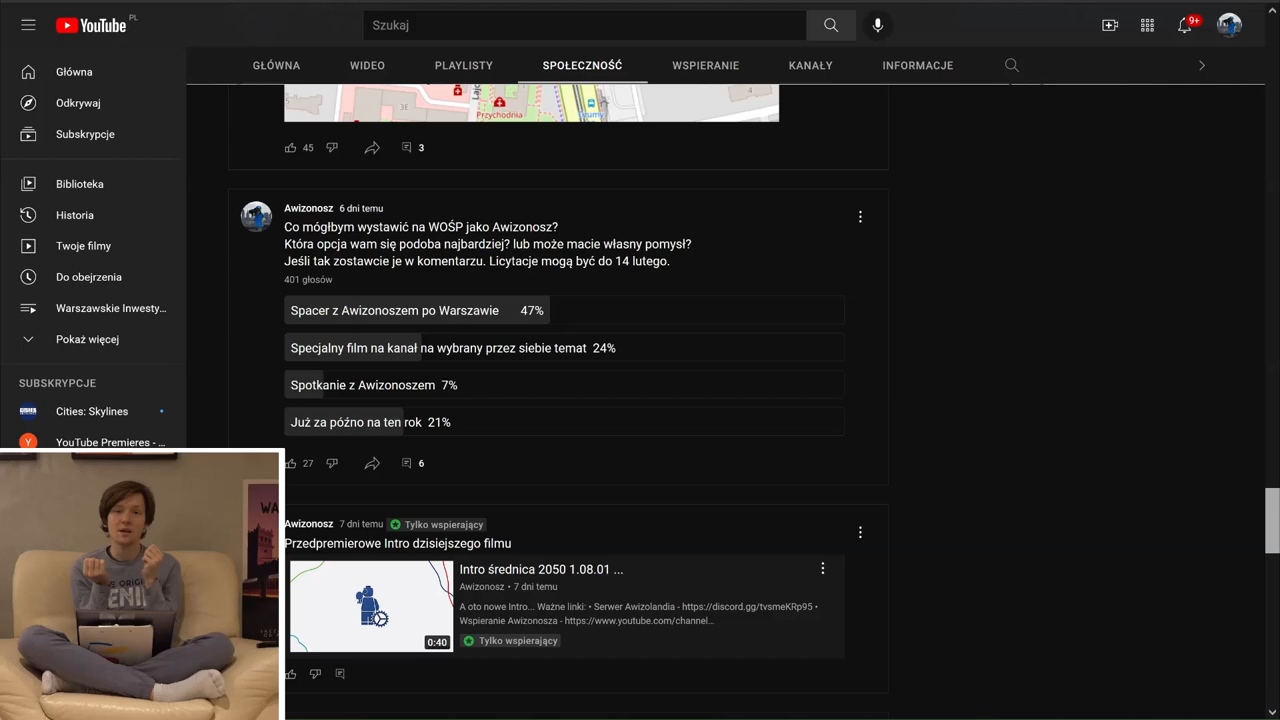 YouTube PL
Szukaj
9+
GŁÓWNA WIDEO PLAYLISTY SPOŁECZNOŚĆ WSPIERANIE KANAŁY INFORMACJE
Główna
Odkrywaj
Subskrypcje
Biblioteka
Historia
Twoje filmy
Do obejrzenia
Warszawskie Inwesty...
Pokaż więcej
SUBSKRYPCJE
Cities: Skylines
YouTube Premieres - ...
3E
Przychodnia
4
45 3
Awizonosz 6 dni temu
Co mógłbym wystawić na WOŚP jako Awizonosz?
Która opcja wam się podoba najbardziej? lub może macie własny pomysł?
Jeśli tak zostawcie je w komentarzu. Licytacje mogą być do 14 lutego.
401 głosów
Spacer z Awizonoszem po Warszawie 47%
Specjalny film na kanał na wybrany przez siebie temat 24%
Spotkanie z Awizonoszem 7%
Już za późno na ten rok 21%
27 6
Awizonosz 7 dni temu Tylko wspierający
Przedpremierowe Intro dzisiejszego filmu
Intro średnica 2050 1.08.01 ...
Awizonosz • 7 dni temu
A oto nowe Intro... Ważne linki: • Serwer Awizolandia - https://discord.gg/tvsmeKRp95 •
Wspieranie Awizonosza - https://www.youtube.com/channel...
Tylko wspierający
0:40